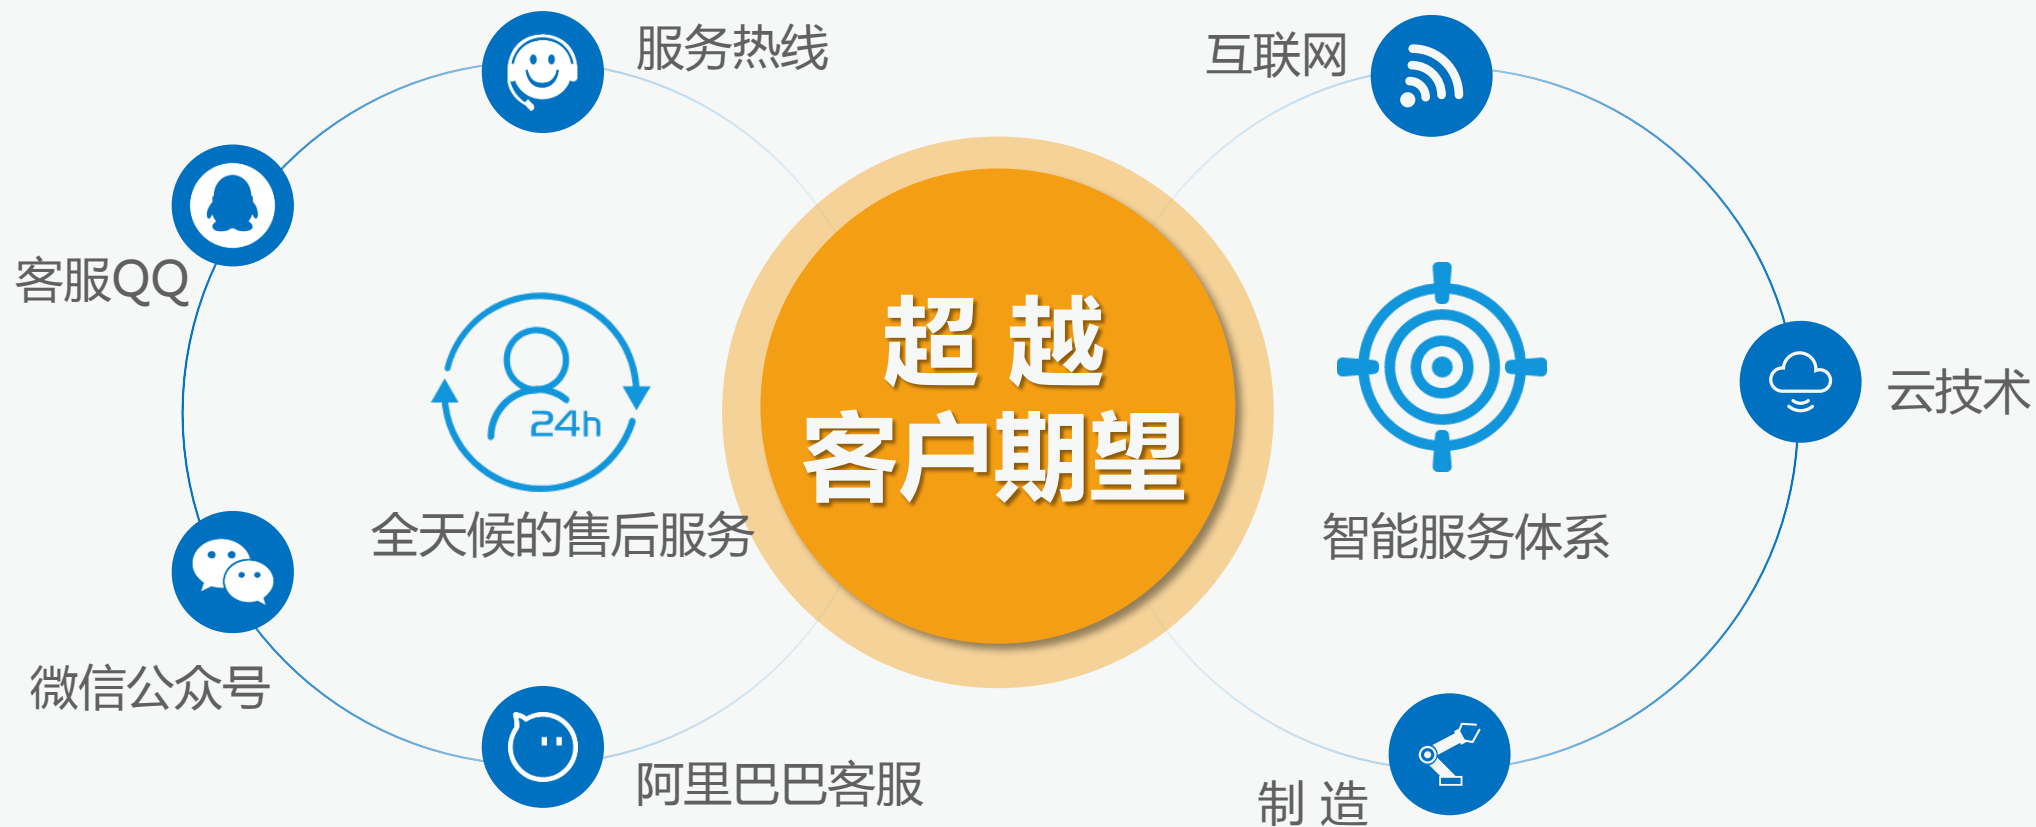 服务热线
互联网
客服QQ
超 越
客户期望
24h
云技术
全天候的售后服务
智能服务体系
微信公众号
阿里巴巴客服
制 造